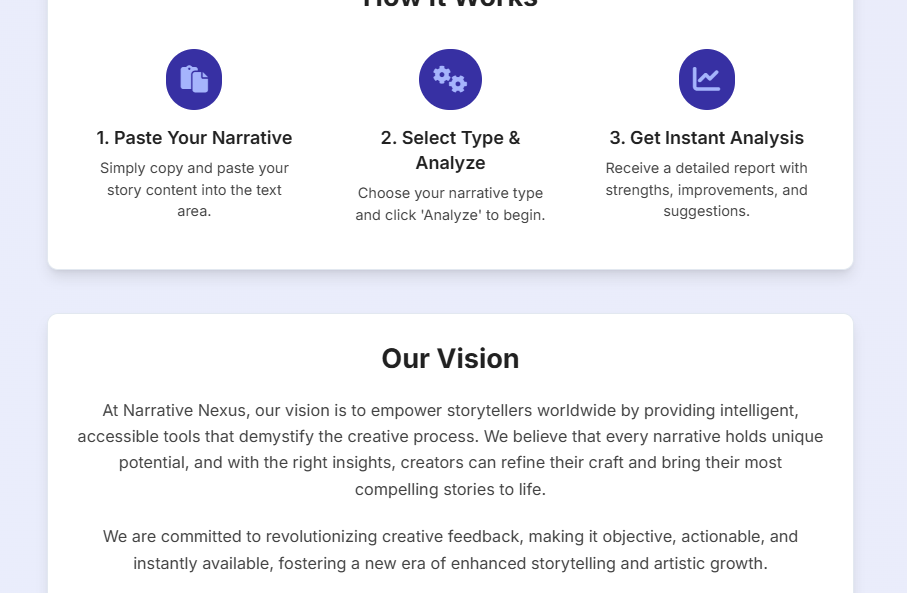 How It Works
1. Paste Your Narrative
Simply copy and paste your
story content into the text
area.
2. Select Type &
Analyze
Choose your narrative type
and click 'Analyze' to begin.
3. Get Instant Analysis
Receive a detailed report with
strengths, improvements, and
suggestions.
Our Vision
At Narrative Nexus, our vision is to empower storytellers worldwide by providing intelligent,
accessible tools that demystify the creative process. We believe that every narrative holds unique
potential, and with the right insights, creators can refine their craft and bring their most
compelling stories to life.
We are committed to revolutionizing creative feedback, making it objective, actionable, and
instantly available, fostering a new era of enhanced storytelling and artistic growth.